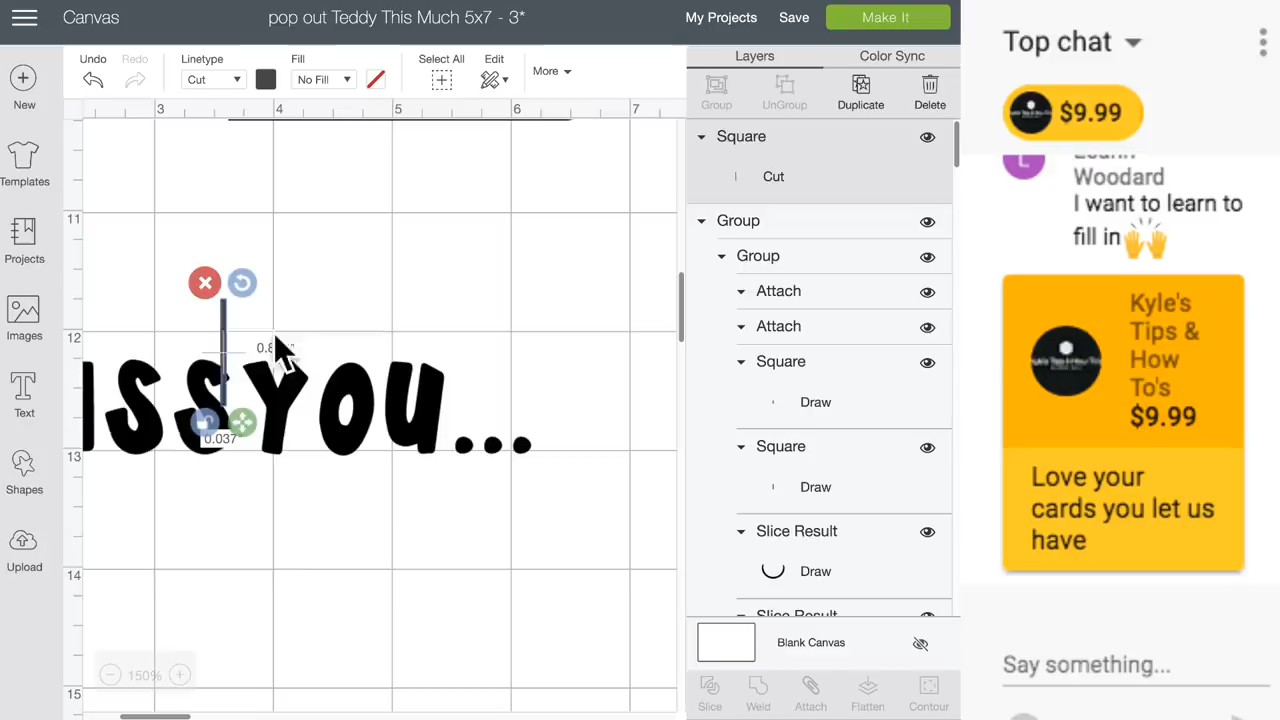 Canvas
pop out Teddy This Much 5x7 - 3*
My Projects
Save
Make It
New
Templates
Projects
Images
Text
Shapes
Upload
Undo
Redo
Linetype
Cut
Fill
No Fill
Select All
Edit
More
3 4 5 6 7
11
12
13
14
15
0.037"
SSYOU...
150%
Layers
Color Sync
Group
UnGroup
Duplicate
Delete
Square
Cut
Group
Group
Attach
Attach
Square
Draw
Square
Draw
Slice Result
Draw
Slice Result
Blank Canvas
Slice
Weld
Attach
Flatten
Contour
Top chat
$9.99
L
Leann
Woodard
I want to learn to
fill in
Kyle's
Tips &
How
To's
$9.99
Love your
cards you let us
have
Say something...